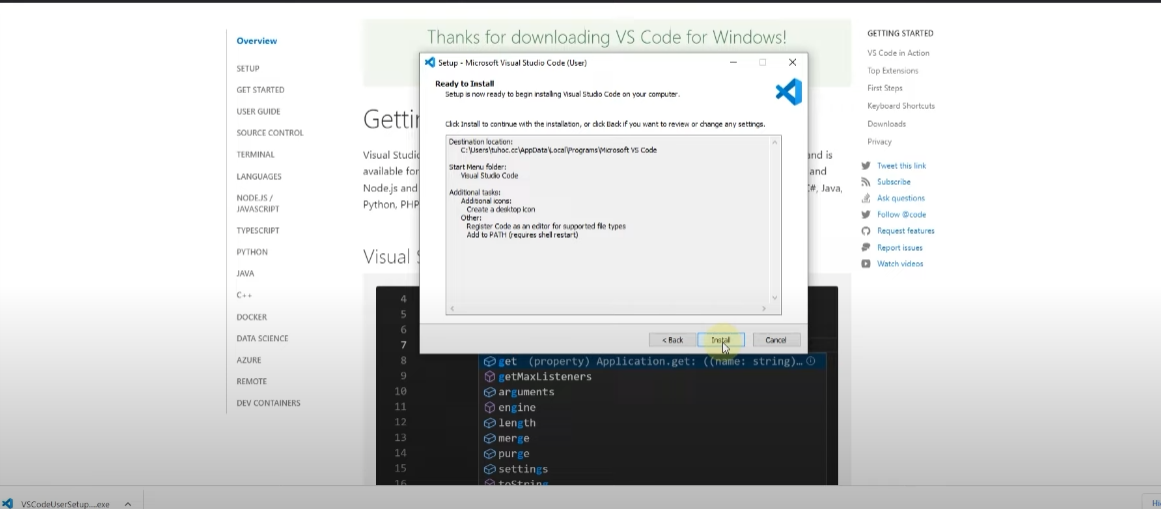 Overview
SETUP
GET STARTED
USER GUIDE
SOURCE CONTROL
TERMINAL
LANGUAGES
NODE.JS /
JAVASCRIPT
TYPESCRIPT
PYTHON
JAVA
C++
DOCKER
DATA SCIENCE
AZURE
REMOTE
DEV CONTAINERS
Thanks for downloading VS Code for Windows!
Visual Studio
available for
Node.js and
Python, PHP
and is
and
C#, Java,
Visual S
Setup - Microsoft Visual Studio Code (User)
Ready to Install
Setup is now ready to begin installing Visual Studio Code on your computer.
Click Install to continue with the installation, or click Back if you want to review or change any settings.
Destination location:
C:\Users\tuhoc.cc\AppData\Local\Programs\Microsoft VS Code
Start Menu folder:
Visual Studio Code
Additional tasks:
Additional icons:
Create a desktop icon
Other:
Register Code as an editor for supported file types
Add to PATH (requires shell restart)
< Back Install Cancel
4
5
6
7
8 get (property) Application.get: ((name: string)...
9 getMaxListeners
10 arguments
11 engine
12 length
13 merge
14 purge
15 settings
16 toString
GETTING STARTED
VS Code in Action
Top Extensions
First Steps
Keyboard Shortcuts
Downloads
Privacy
Tweet this link
Subscribe
Ask questions
Follow @code
Request features
Report issues
Watch videos
VSCodeUserSetup....exe